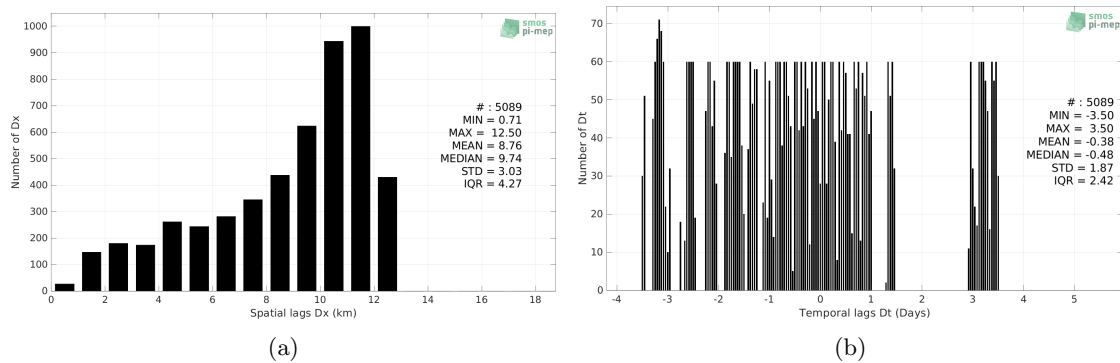 smos
pi-mep
1000
900
800
700
600
500
400
300
200
100
0
Number of Dx
# : 5089
MIN = 0.71
MAX = 12.50
MEAN = 8.76
MEDIAN = 9.74
STD = 3.03
IQR = 4.27
0 2 4 6 8 10 12 14 16 18
Spatial lags Dx (km)
(a)
smos
pi-mep
70
60
50
40
30
20
10
0
Number of Dt
# : 5089
MIN = -3.50
MAX = 3.50
MEAN = -0.38
MEDIAN = -0.48
STD = 1.87
IQR = 2.42
-4 -3 -2 -1 0 1 2 3 4 5
Temporal lags Dt (Days)
(b)